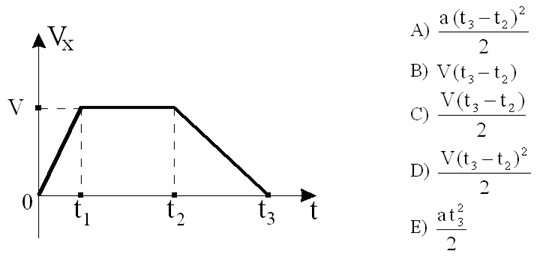 Vx
V
0
t1
t2
t3
t
A) a(t3−t2)²/2
B) V(t3−t2)
C) V(t3−t2)/2
D) V(t3−t2)²/2
E) at3²/2